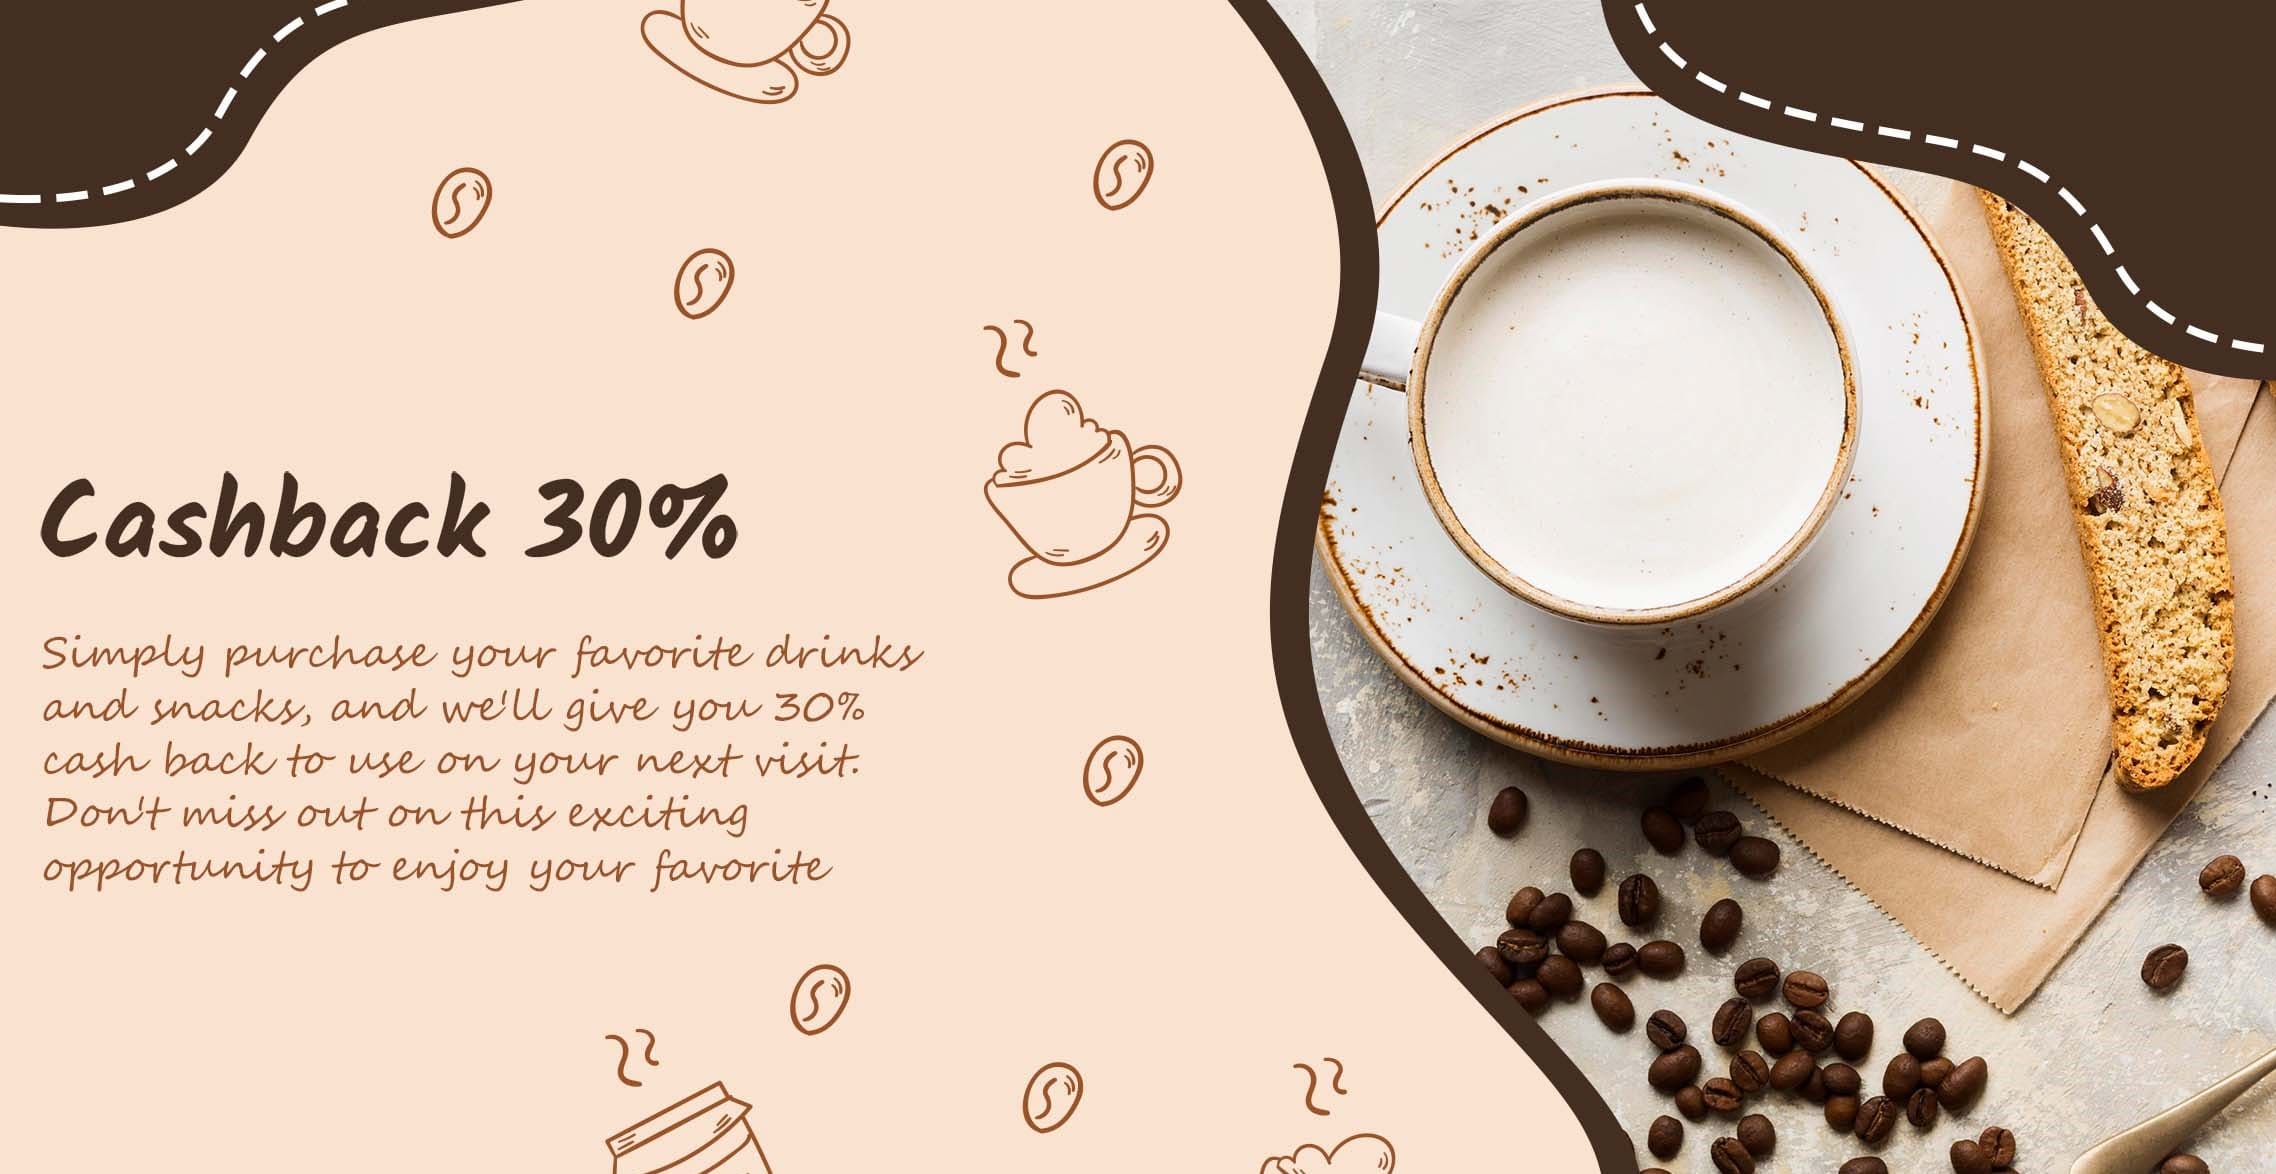 Cashback 30%
Simply purchase your favorite drinks
and snacks, and we'll give you 30%
cash back to use on your next visit.
Don't miss out on this exciting
opportunity to enjoy your favorite